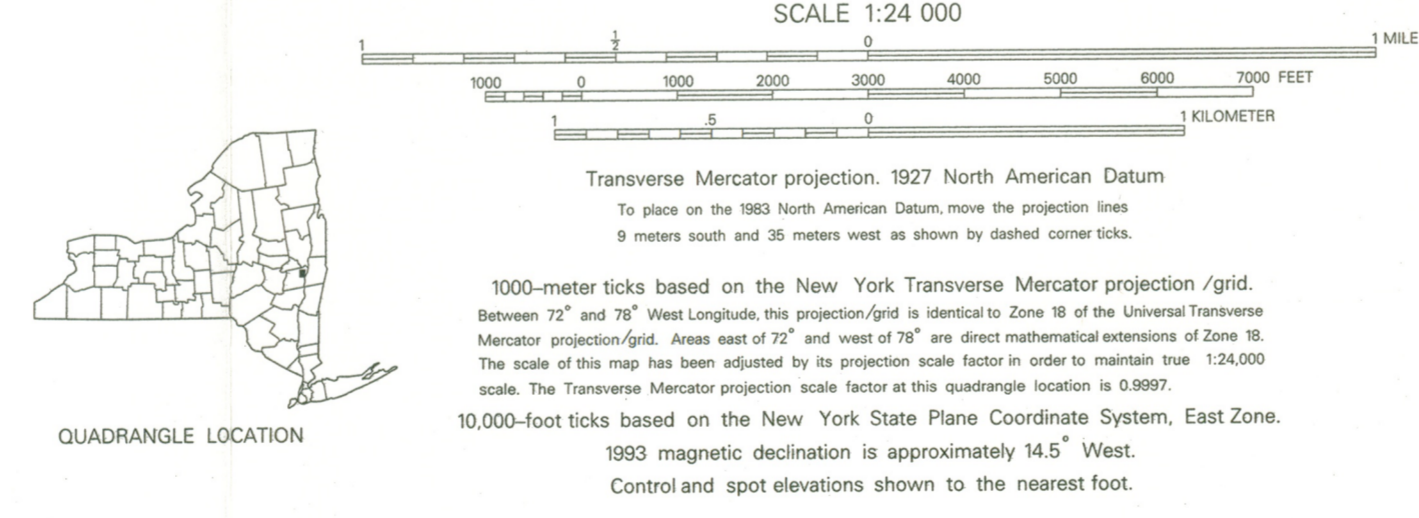 SCALE 1:24 000
1 ½ 0 1 MILE
1000 0 1000 2000 3000 4000 5000 6000 7000 FEET
1 .5 0 1 KILOMETER
Transverse Mercator projection. 1927 North American Datum
To place on the 1983 North American Datum, move the projection lines
9 meters south and 35 meters west as shown by dashed corner ticks.
1000–meter ticks based on the New York Transverse Mercator projection /grid.
Between 72° and 78° West Longitude, this projection/grid is identical to Zone 18 of the Universal Transverse
Mercator projection/grid. Areas east of 72° and west of 78° are direct mathematical extensions of Zone 18.
The scale of this map has been adjusted by its projection scale factor in order to maintain true 1:24,000
scale. The Transverse Mercator projection scale factor at this quadrangle location is 0.9997.
10,000–foot ticks based on the New York State Plane Coordinate System, East Zone.
1993 magnetic declination is approximately 14.5° West.
Control and spot elevations shown to the nearest foot.
QUADRANGLE LOCATION